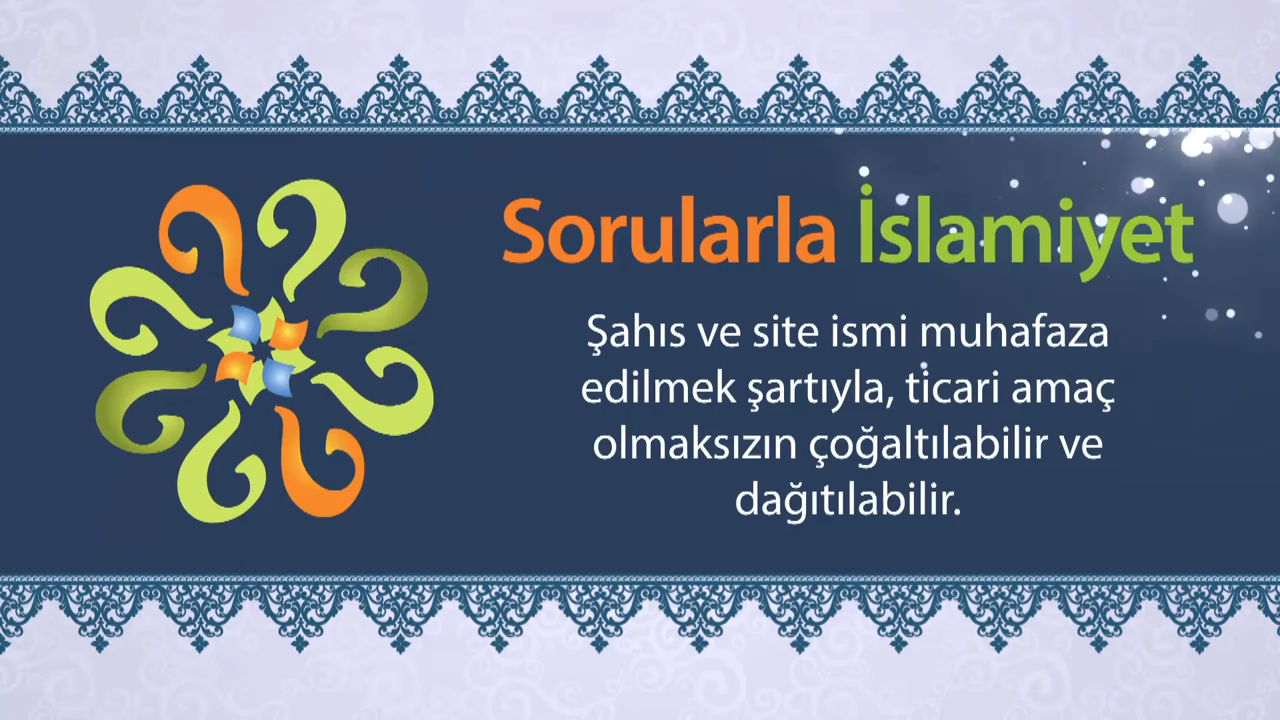 Sorularla İslamiyet
Şahıs ve site ismi muhafaza
edilmek şartıyla, ticari amaç
olmaksızın çoğaltılabilir ve
dağıtılabilir.